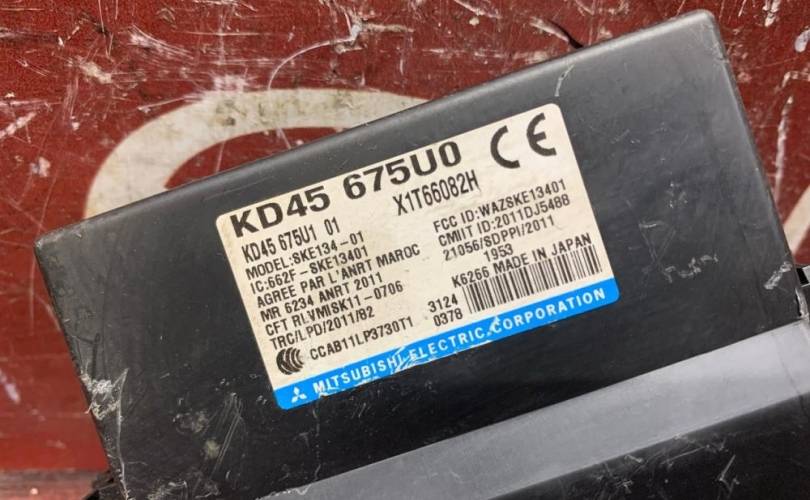 KD45 675U0
CE
KD45 675U1 01
X1T66082H
MODEL:SKE134-01
FCC ID:WAZSKE13401
IC:662F-SKE13401
CMIIT ID:2011DJ5488
AGREE PAR L'ANRT MAROC
21056/SDPPI/2011
MR 6234 ANRT 2011
1953
CFT RLVMISK11-0706
K6266 MADE IN JAPAN
TRC/LPD/2011/82
3124
0378
CCAB11LP3730T1
MITSUBISHI ELECTRIC CORPORATION